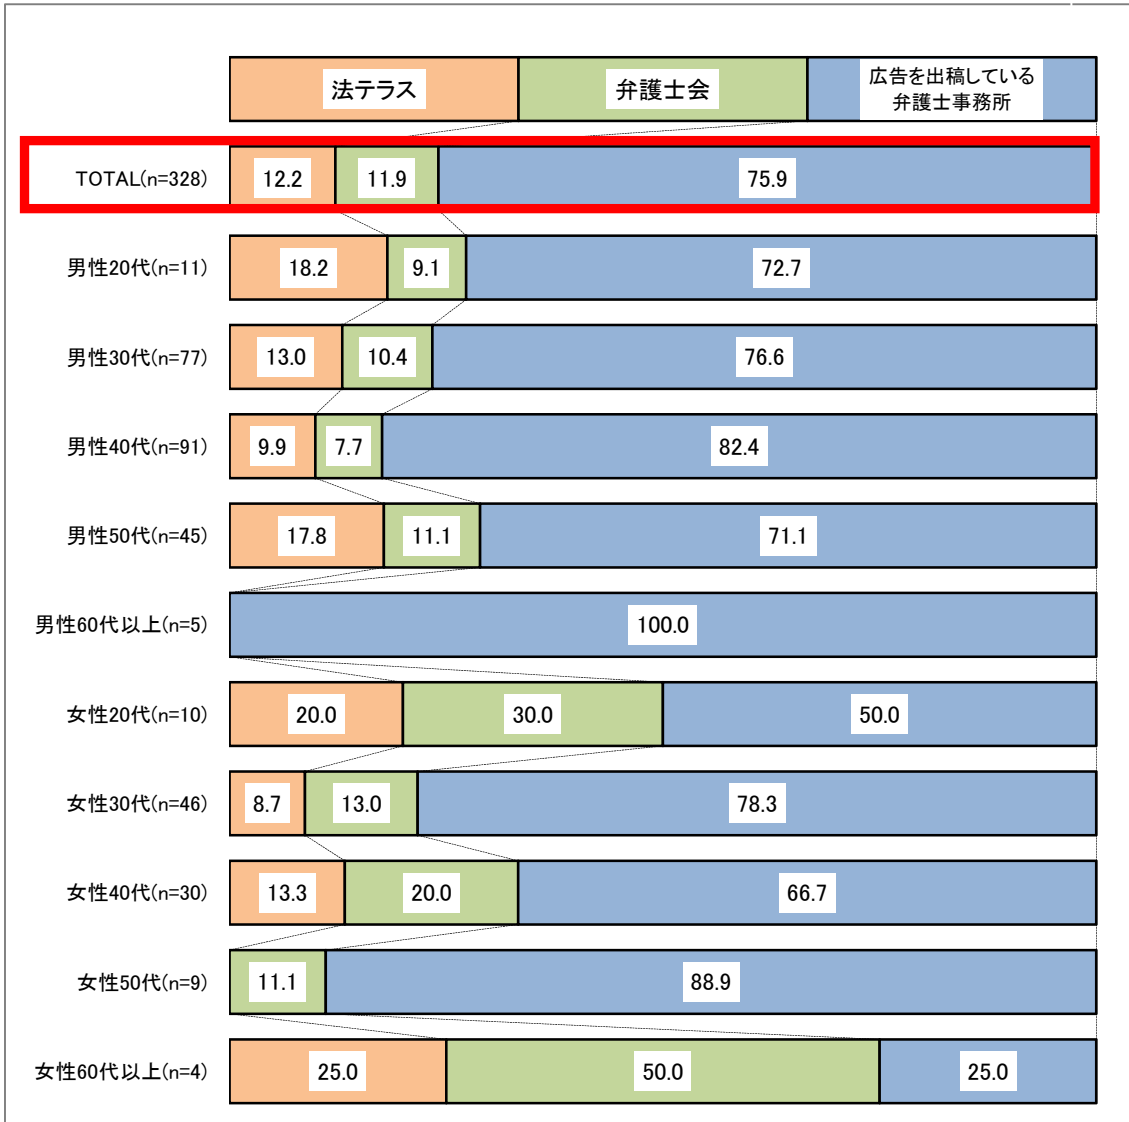 法テラス 弁護士会 広告を出稿している
弁護士事務所
TOTAL(n=328) 12.2 11.9 75.9
男性20代(n=11) 18.2 9.1 72.7
男性30代(n=77) 13.0 10.4 76.6
男性40代(n=91) 9.9 7.7 82.4
男性50代(n=45) 17.8 11.1 71.1
男性60代以上(n=5) 100.0
女性20代(n=10) 20.0 30.0 50.0
女性30代(n=46) 8.7 13.0 78.3
女性40代(n=30) 13.3 20.0 66.7
女性50代(n=9) 11.1 88.9
女性60代以上(n=4) 25.0 50.0 25.0